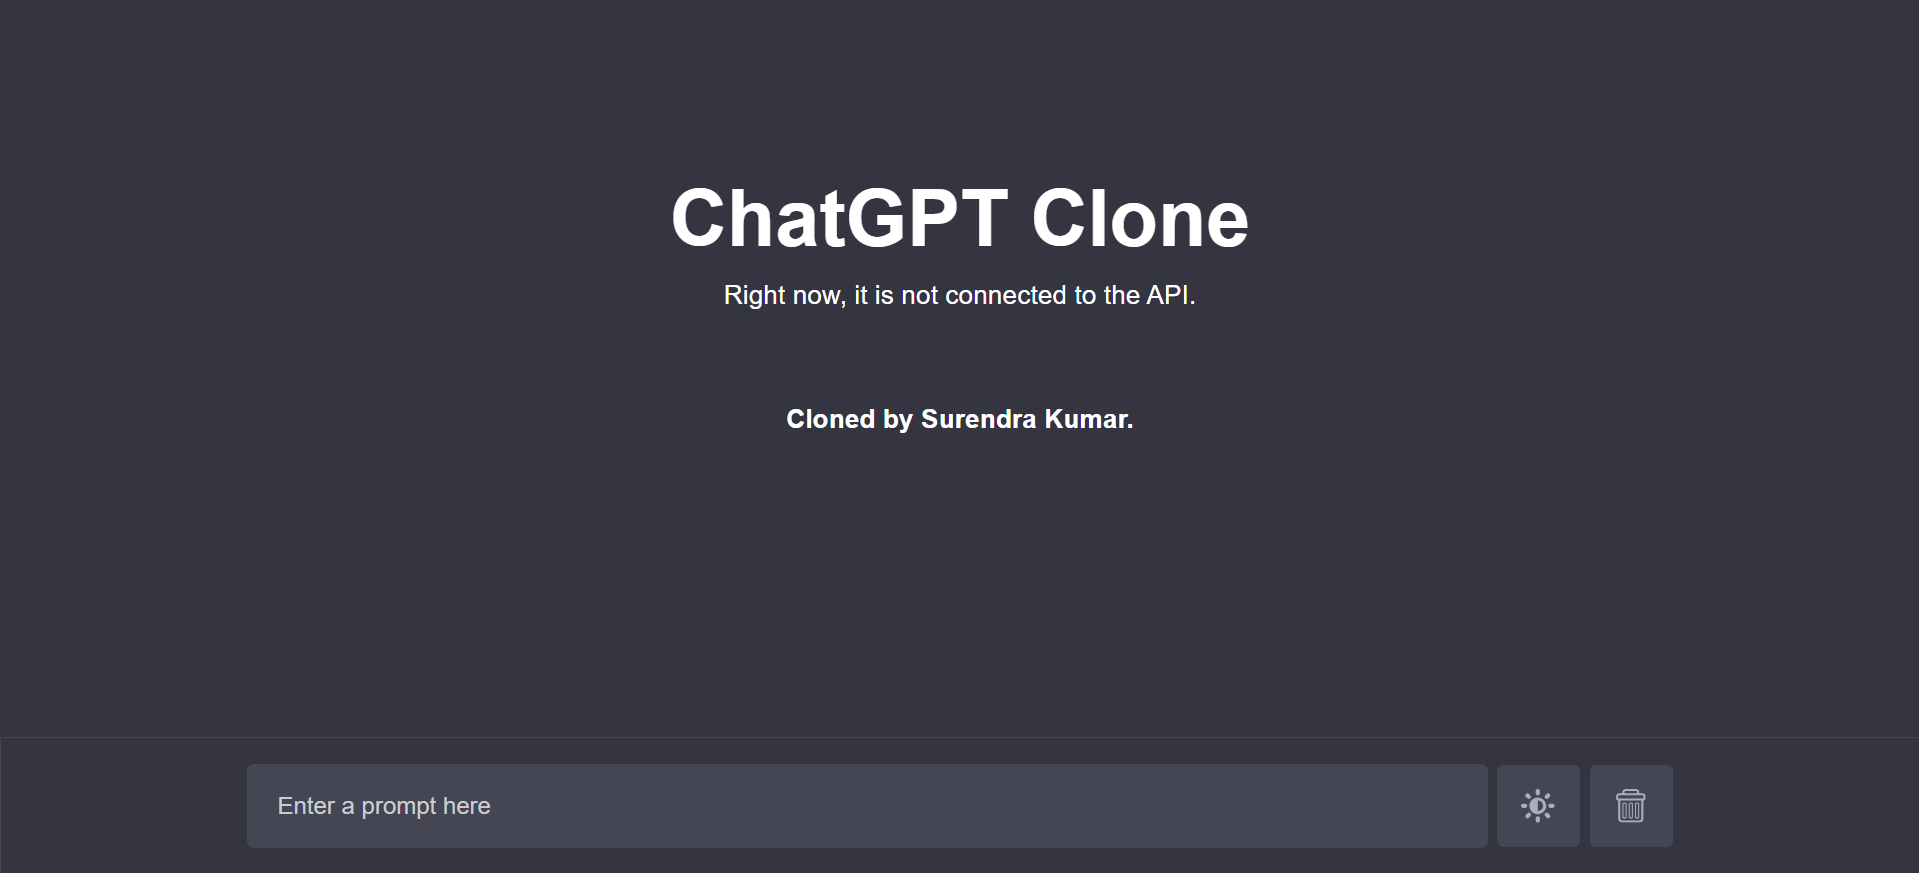 ChatGPT Clone
Right now, it is not connected to the API.
Cloned by Surendra Kumar.
Enter a prompt here